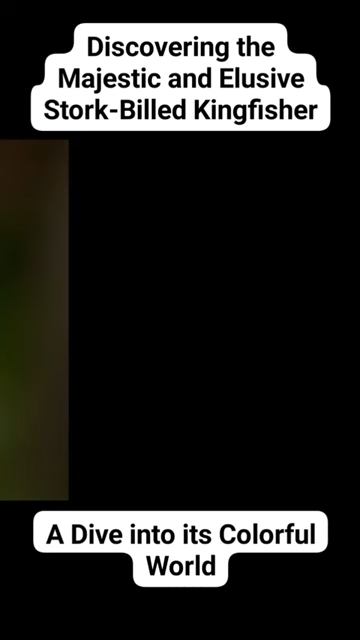 Discovering the
Majestic and Elusive
Stork-Billed Kingfisher
A Dive into its Colorful
World